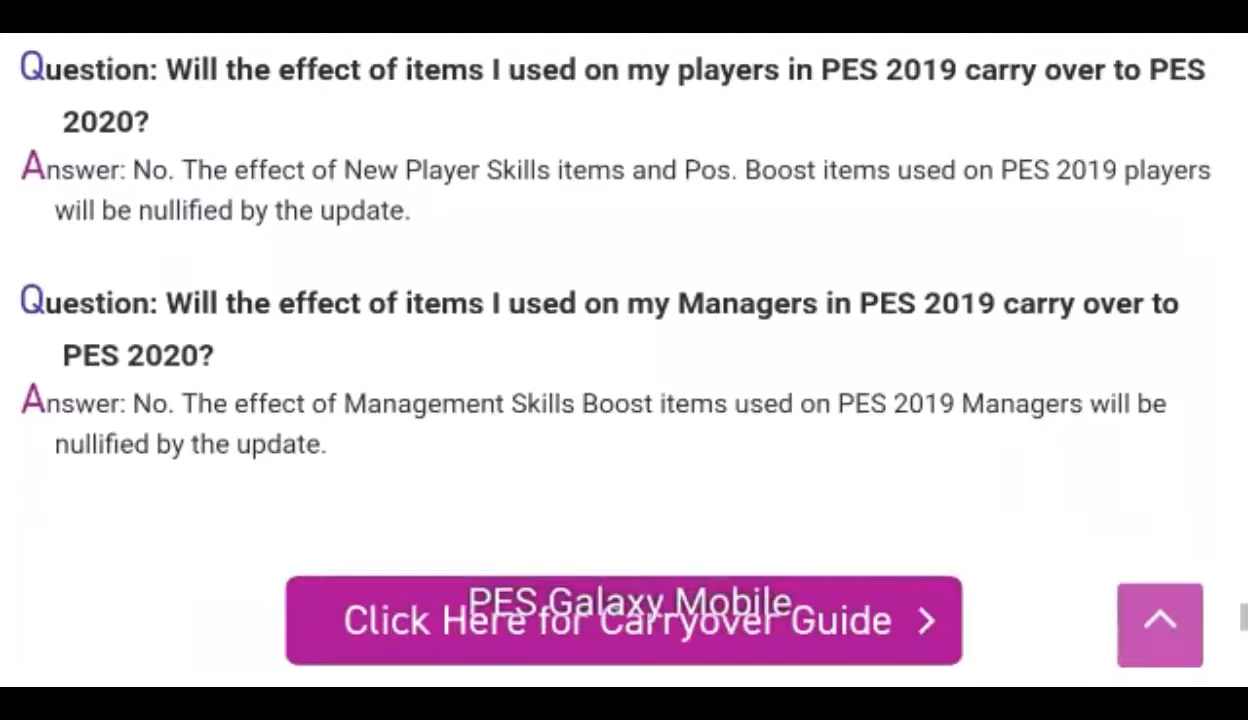 Question: Will the effect of items I used on my players in PES 2019 carry over to PES
2020?
Answer: No. The effect of New Player Skills items and Pos. Boost items used on PES 2019 players
will be nullified by the update.
Question: Will the effect of items I used on my Managers in PES 2019 carry over to
PES 2020?
Answer: No. The effect of Management Skills Boost items used on PES 2019 Managers will be
nullified by the update.
PES Galaxy Mobile
Click Here for Carryover Guide >